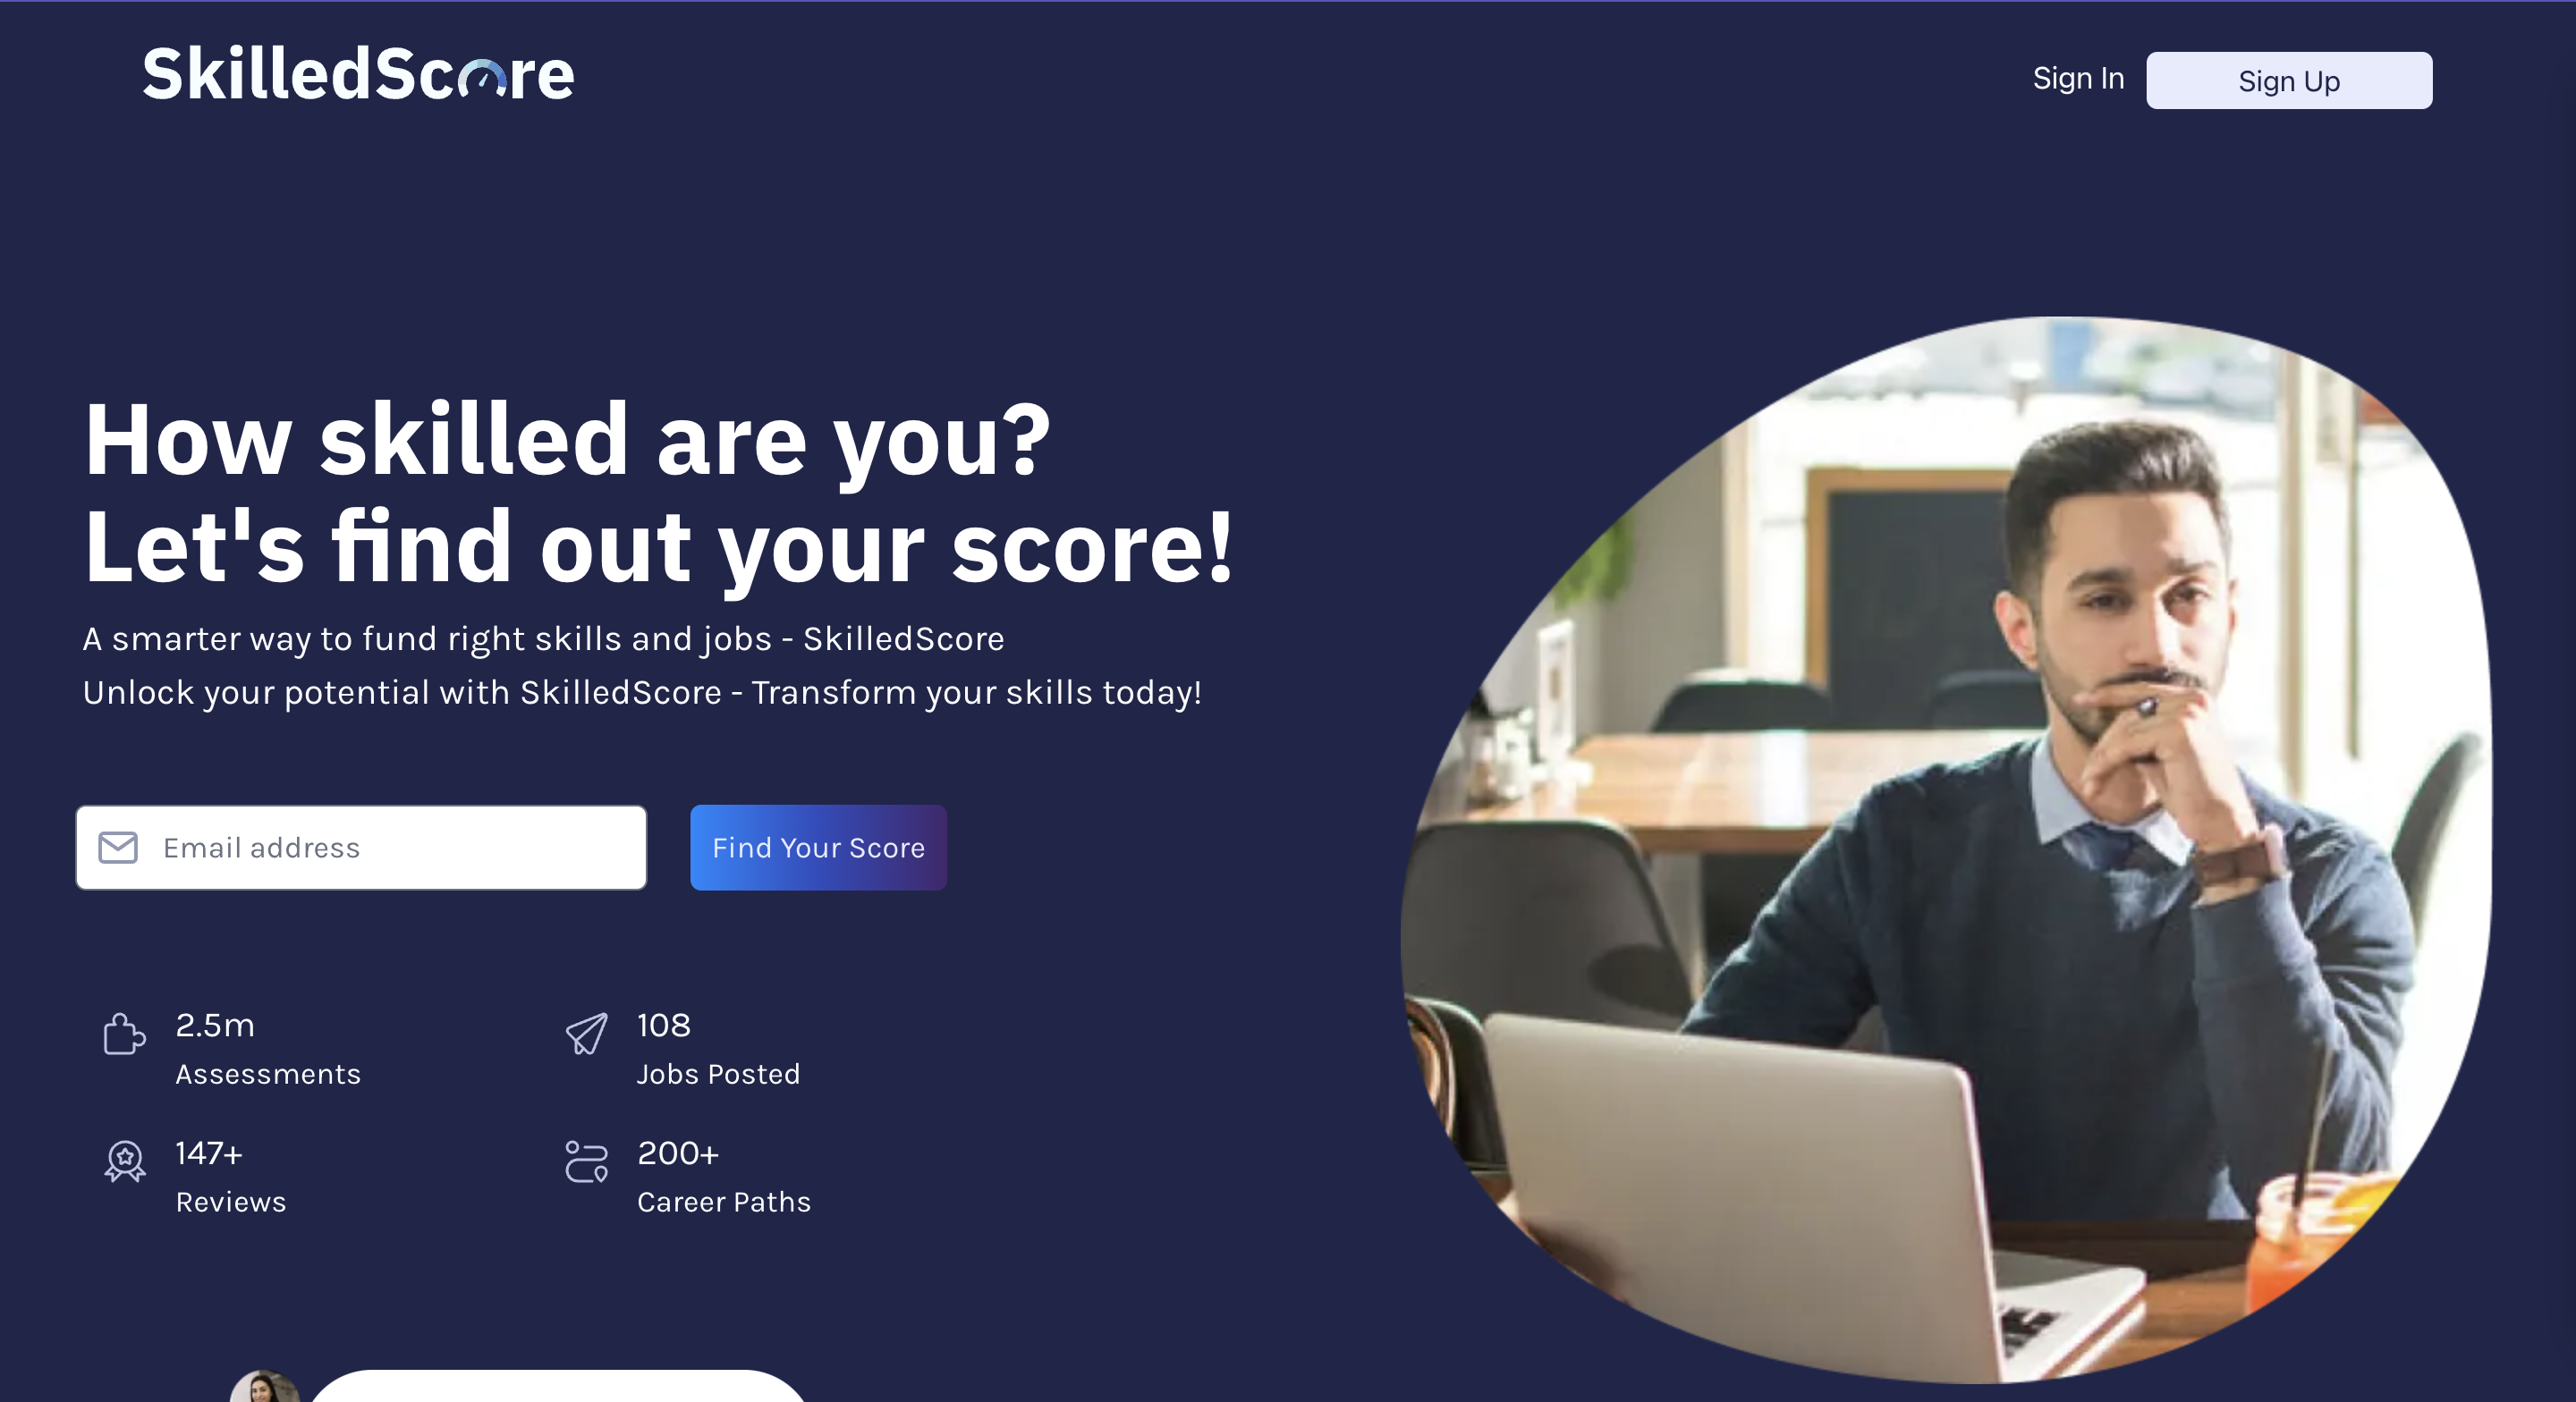 SkilledScore
Sign In
Sign Up
How skilled are you?
Let's find out your score!
A smarter way to fund right skills and jobs - SkilledScore
Unlock your potential with SkilledScore - Transform your skills today!
Email address
Find Your Score
2.5m
Assessments
108
Jobs Posted
147+
Reviews
200+
Career Paths